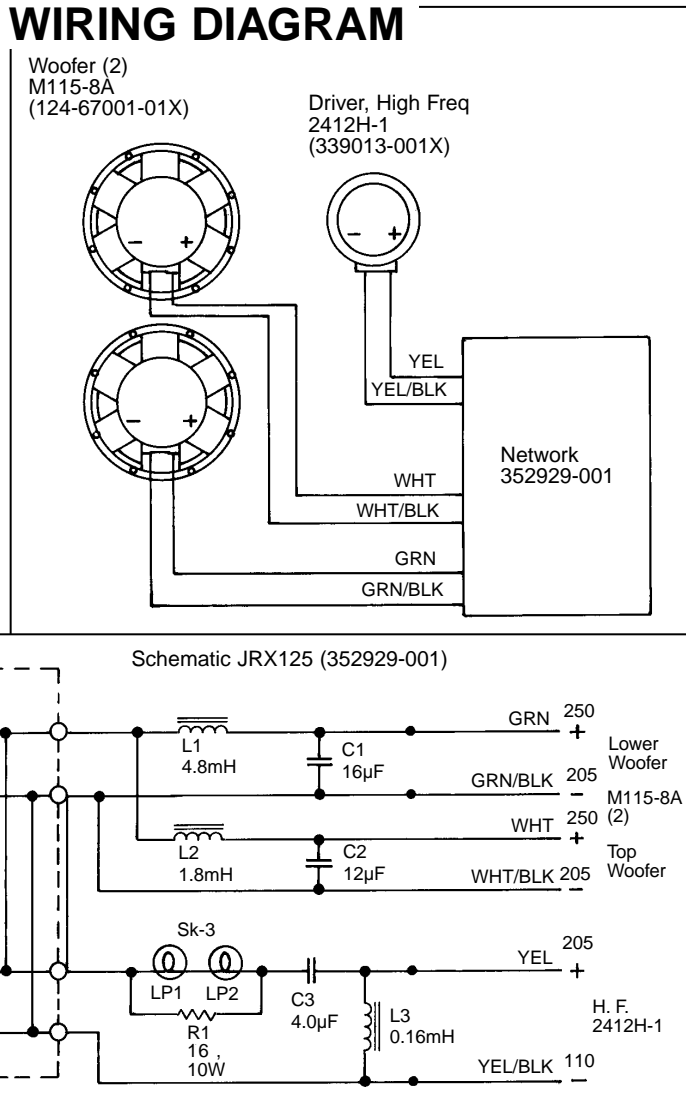 WIRING DIAGRAM
Woofer (2)
M115-8A
(124-67001-01X)
Driver, High Freq
2412H-1
(339013-001X)
– +
– +
– +
YEL
YEL/BLK
Network
352929-001
WHT
WHT/BLK
GRN
GRN/BLK
Schematic JRX125 (352929-001)
L1
4.8mH
C1
16µF
GRN 250
+
Lower
Woofer
GRN/BLK 205
–
M115-8A
(2)
L2
1.8mH
C2
12µF
WHT 250
+
Top
Woofer
WHT/BLK 205
–
Sk-3
LP1 LP2
R1
16 ,
10W
C3
4.0µF
L3
0.16mH
YEL 205
+
H. F.
2412H-1
YEL/BLK 110
–